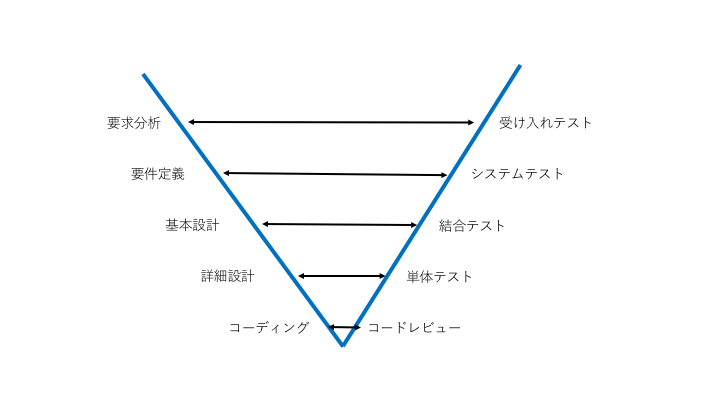 要求分析
受け入れテスト
要件定義
システムテスト
基本設計
結合テスト
詳細設計
単体テスト
コーディング
コードレビュー